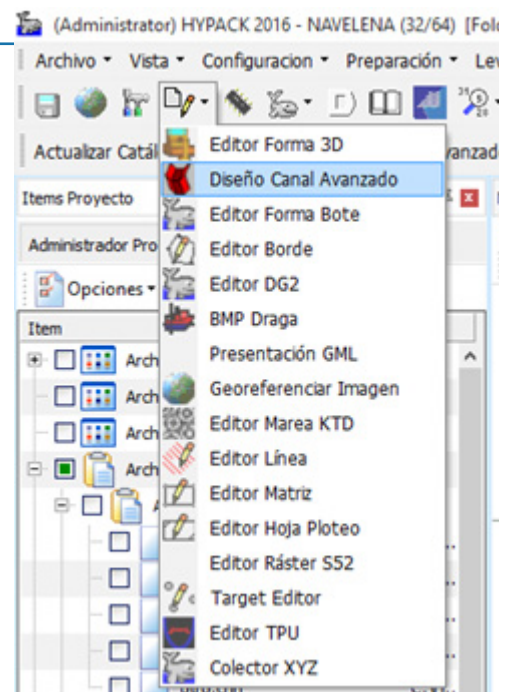 (Administrator) HYPACK 2016 - NAVELENA (32/64) [Fol
Archivo Vista Configuracion Preparación Le
Actualizar Catál
Editor Forma 3D
Diseño Canal Avanzado
Editor Forma Bote
Editor Borde
Editor DG2
BMP Draga
Presentación GML
Georeferenciar Imagen
Editor Marea KTD
Editor Línea
Editor Matriz
Editor Hoja Ploteo
Editor Ráster S52
Target Editor
Editor TPU
Colector XYZ
vanzad
Items Proyecto
Administrador Pro
Opciones
Item
Arch
Arch
Arch
Arch
A